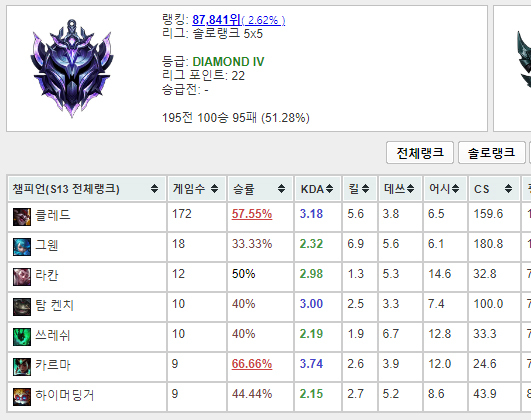 랭킹: 87,841위( 2.62% )
리그: 솔로랭크 5x5
등급: DIAMOND IV
리그 포인트: 22
승급전: -
195전 100승 95패 (51.28%)
전체랭크 솔로랭크
챔피언(S13 전체랭크) 게임수 승률 KDA 킬 데쓰 어시 CS
클레드 172 57.55% 3.18 5.6 3.8 6.5 159.6
그웬 18 33.33% 2.32 6.9 5.6 6.1 180.8
라칸 12 50% 2.98 1.3 5.3 14.6 32.8
탐 켄치 10 40% 3.00 2.5 3.3 7.4 100.0
쓰레쉬 10 40% 2.19 1.9 6.7 12.8 33.3
카르마 9 66.66% 3.74 2.6 3.9 12.0 24.6
하이머딩거 9 44.44% 2.15 2.7 5.2 8.6 43.9